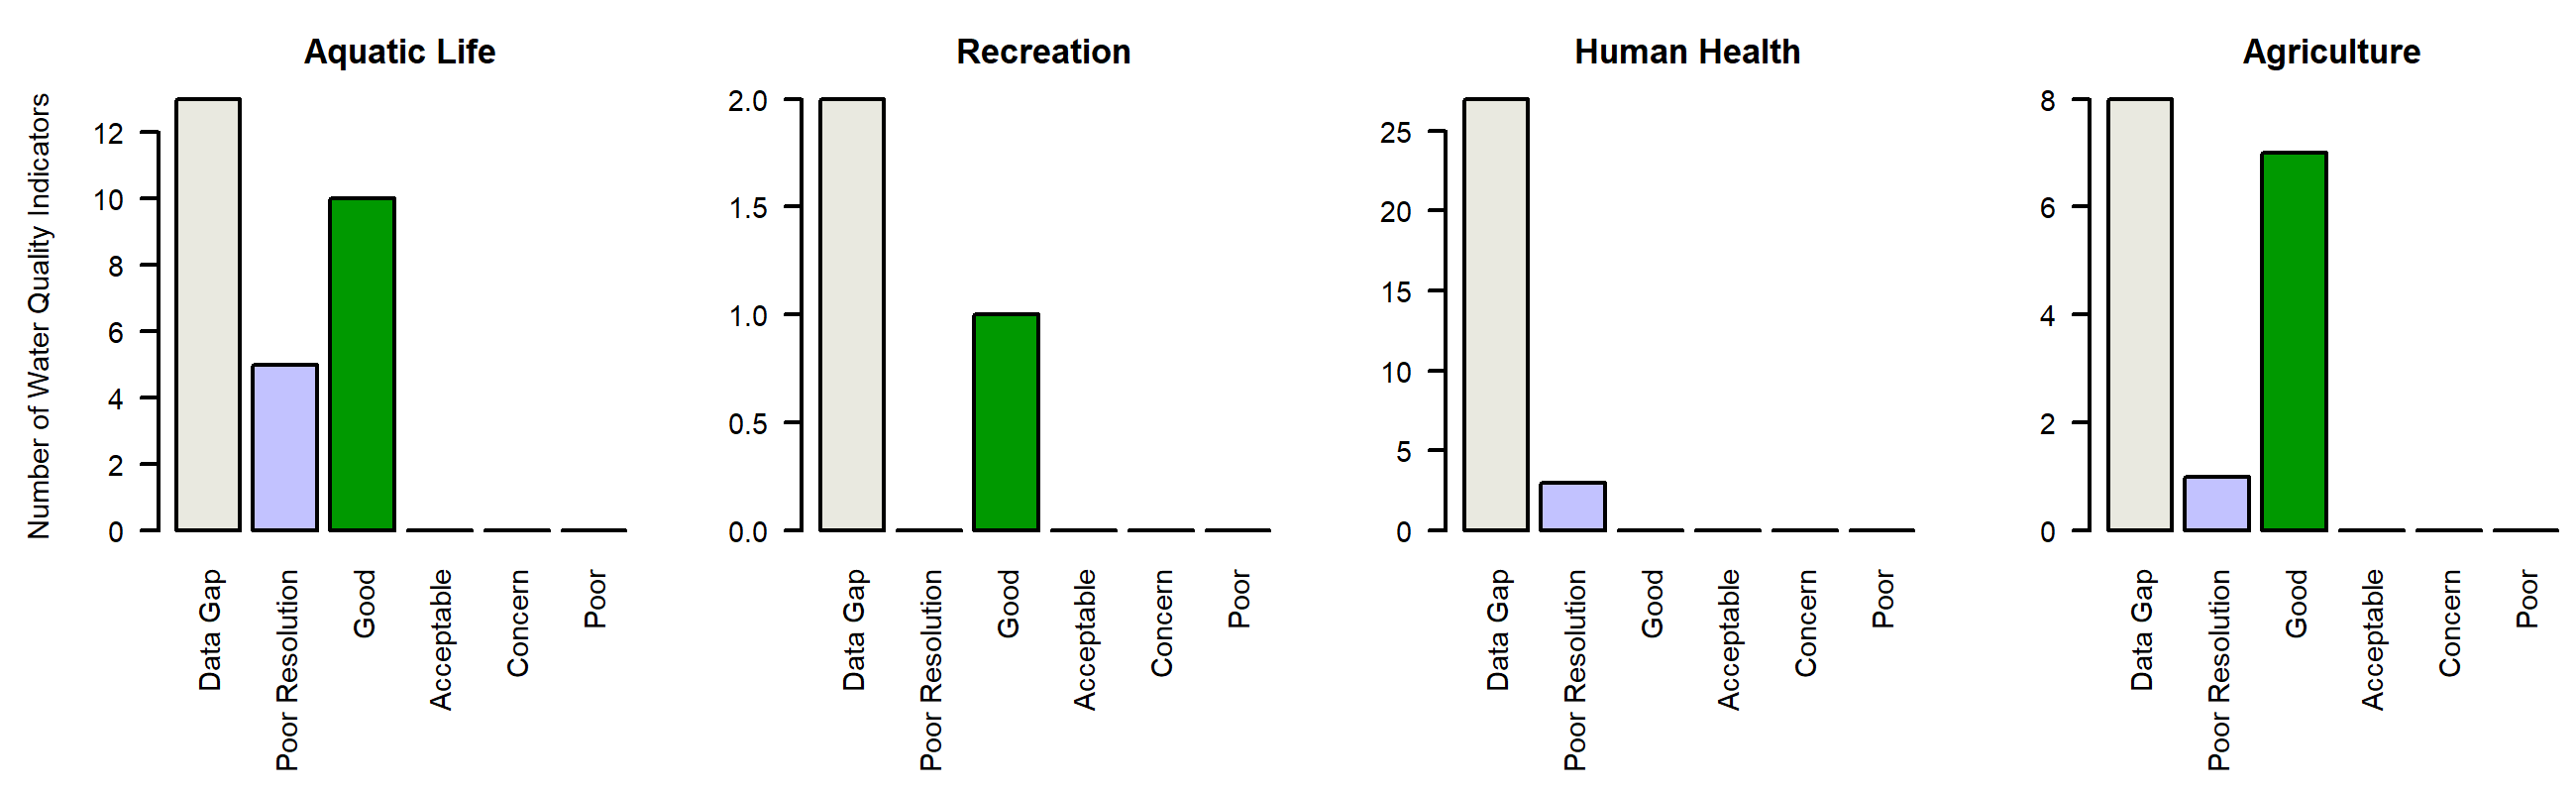 Aquatic Life
Number of Water Quality Indicators
12
10
8
6
4
2
0
Data Gap
Poor Resolution
Good
Acceptable
Concern
Poor
Recreation
2.0
1.5
1.0
0.5
0.0
Data Gap
Poor Resolution
Good
Acceptable
Concern
Poor
Human Health
25
20
15
10
5
0
Data Gap
Poor Resolution
Good
Acceptable
Concern
Poor
Agriculture
8
6
4
2
0
Data Gap
Poor Resolution
Good
Acceptable
Concern
Poor